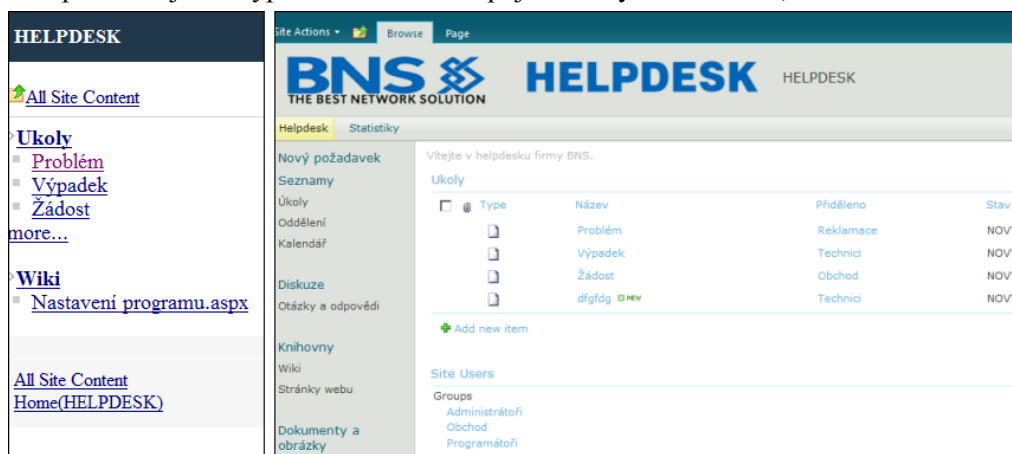 HELPDESK
All Site Content
Ukoly
Problém
Výpadek
Žádost
more...
Wiki
Nastavení programu.aspx
All Site Content
Home(HELPDESK)
Site Actions
Browse
Page
BNS
THE BEST NETWORK SOLUTION
HELPDESK
HELPDESK
Helpdesk
Statistiky
Nový požadavek
Seznamy
Úkoly
Oddělení
Kalendář
Diskuze
Otázky a odpovědi
Knihovny
Wiki
Stránky webu
Dokumenty a
obrázky
Vítejte v helpdesku firmy BNS.
Ukoly
Type Název Přiděleno Stav
Problém Reklamace NOV
Výpadek Technici NOV
Žádost Obchod NOV
dfgfdg NEW Technici NOV
Add new item
Site Users
Groups
Administrátoři
Obchod
Programátoři